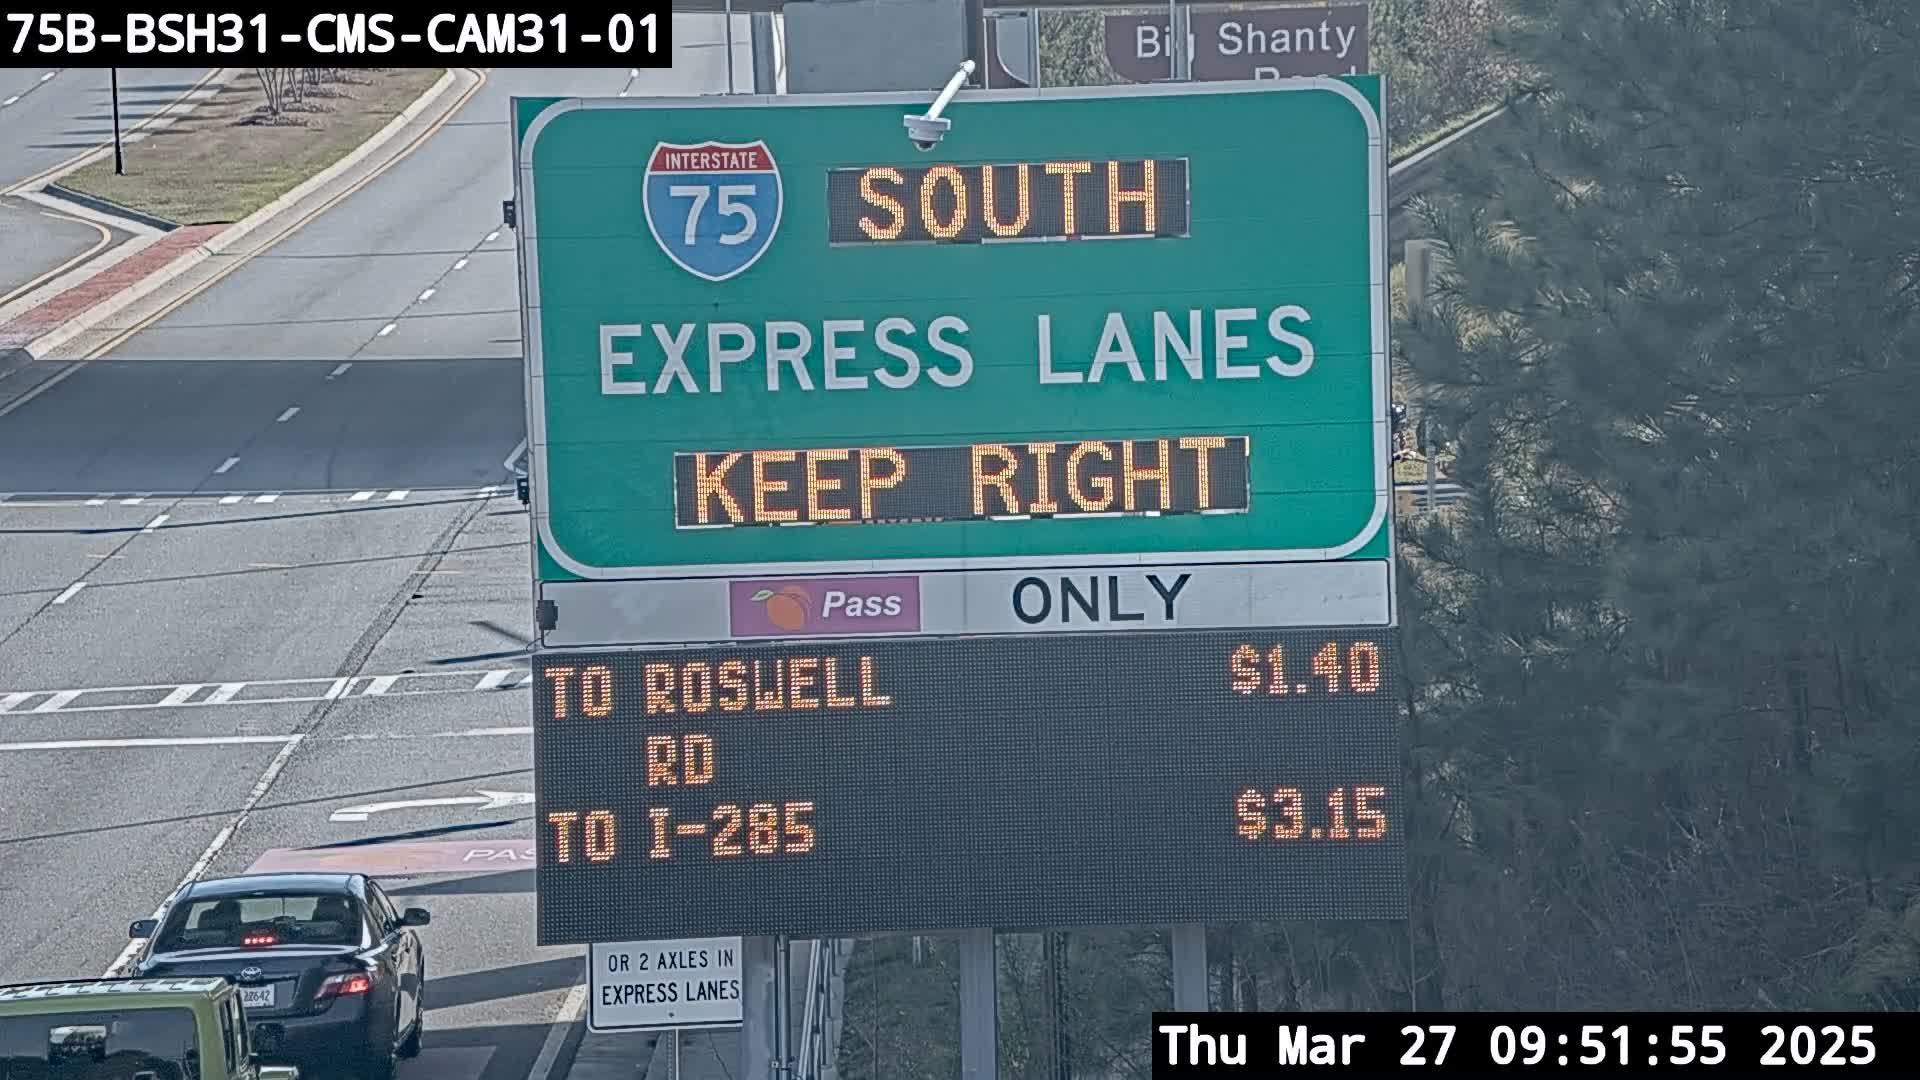 75B-BSH31-CMS-CAM31-01
Big Shanty
Road
INTERSTATE
75
SOUTH
EXPRESS LANES
KEEP RIGHT
Pass ONLY
TO ROSWELL $1.40
RD
TO I-285 $3.15
PAS
OR 2 AXLES IN
EXPRESS LANES
Thu Mar 27 09:51:55 2025